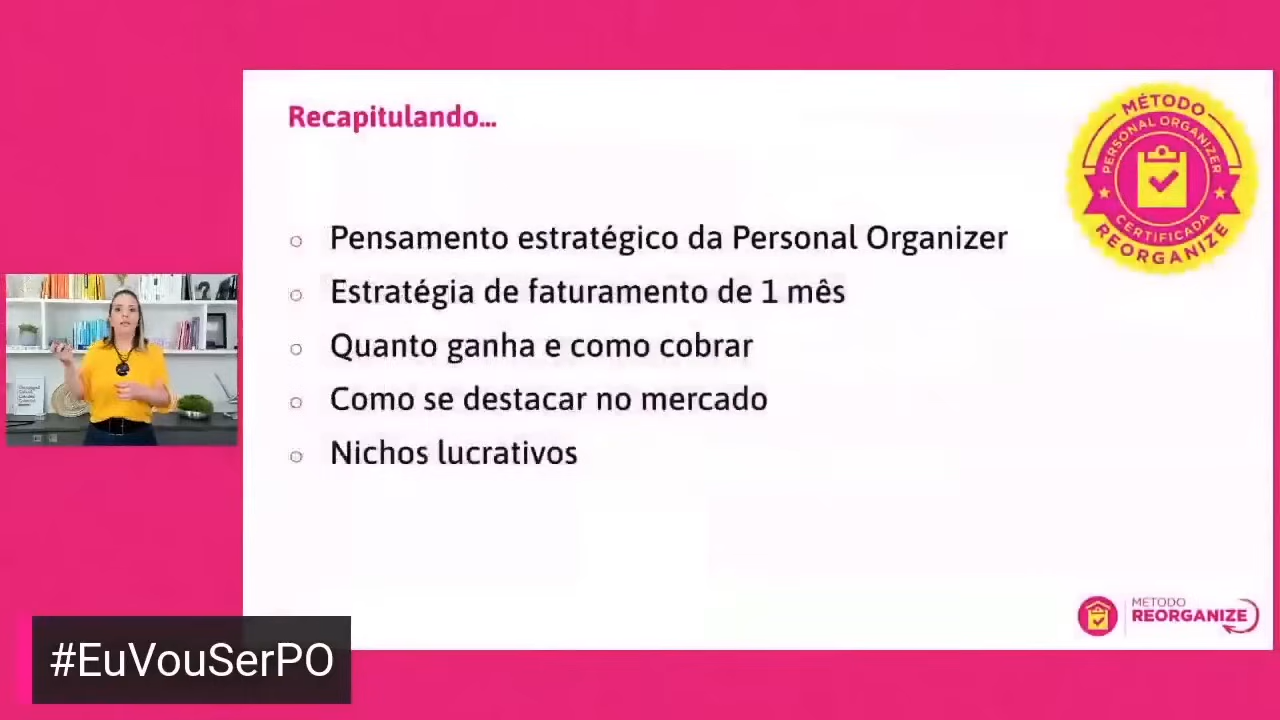 Recapitulando...
MÉTODO
PERSONAL ORGANIZER
CERTIFICADA
REORGANIZE
Pensamento estratégico da Personal Organizer
Estratégia de faturamento de 1 mês
Quanto ganha e como cobrar
Como se destacar no mercado
Nichos lucrativos
MÉTODO
REORGANIZE
#EuVouSerPO